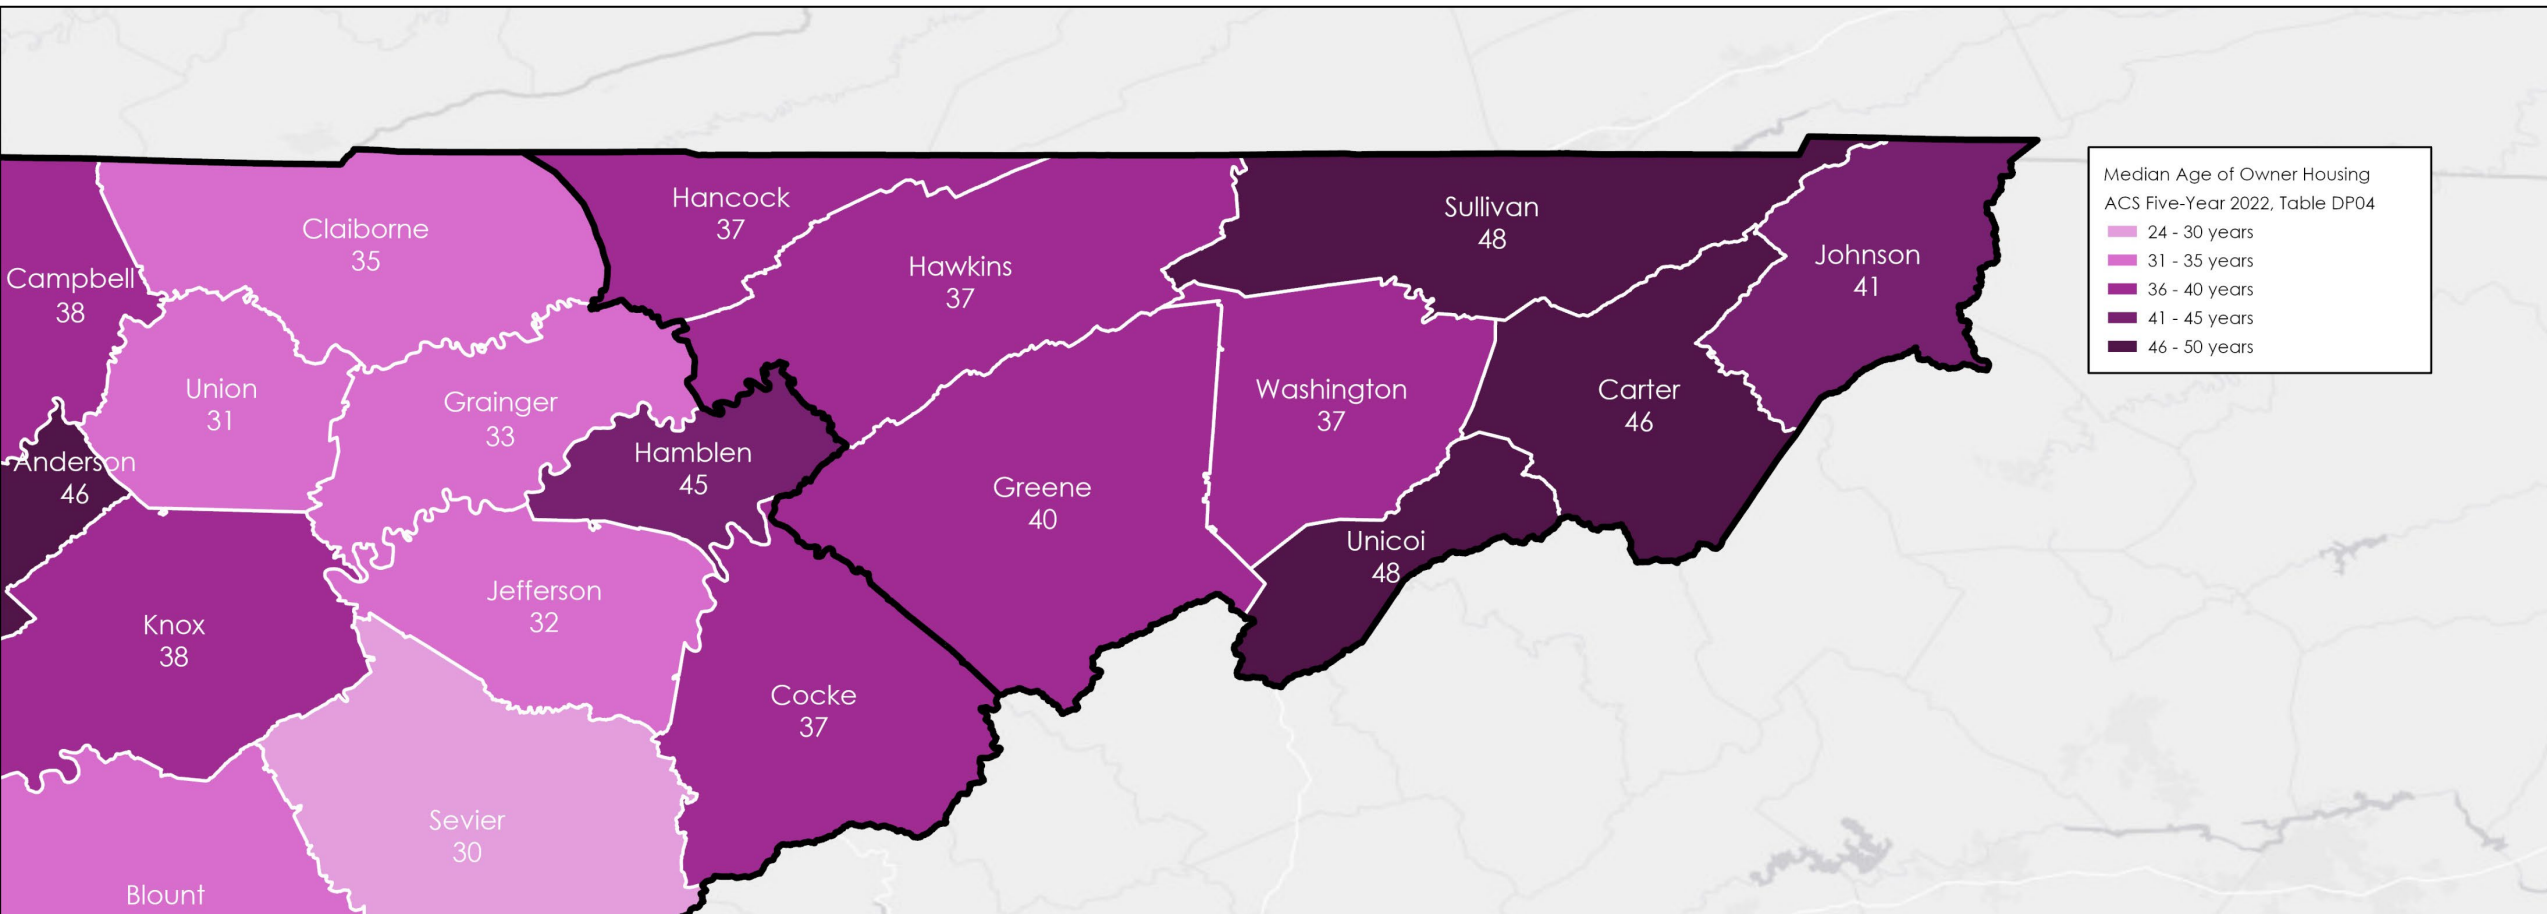 Hancock
37
Claiborne
35
Campbell
38
Hawkins
37
Sullivan
48
Johnson
41
Union
31
Grainger
33
Hamblen
45
Anderson
46
Washington
37
Carter
46
Greene
40
Unicoi
48
Jefferson
32
Knox
38
Cocke
37
Sevier
30
Blount
Median Age of Owner Housing
ACS Five-Year 2022, Table DP04
24 - 30 years
31 - 35 years
36 - 40 years
41 - 45 years
46 - 50 years